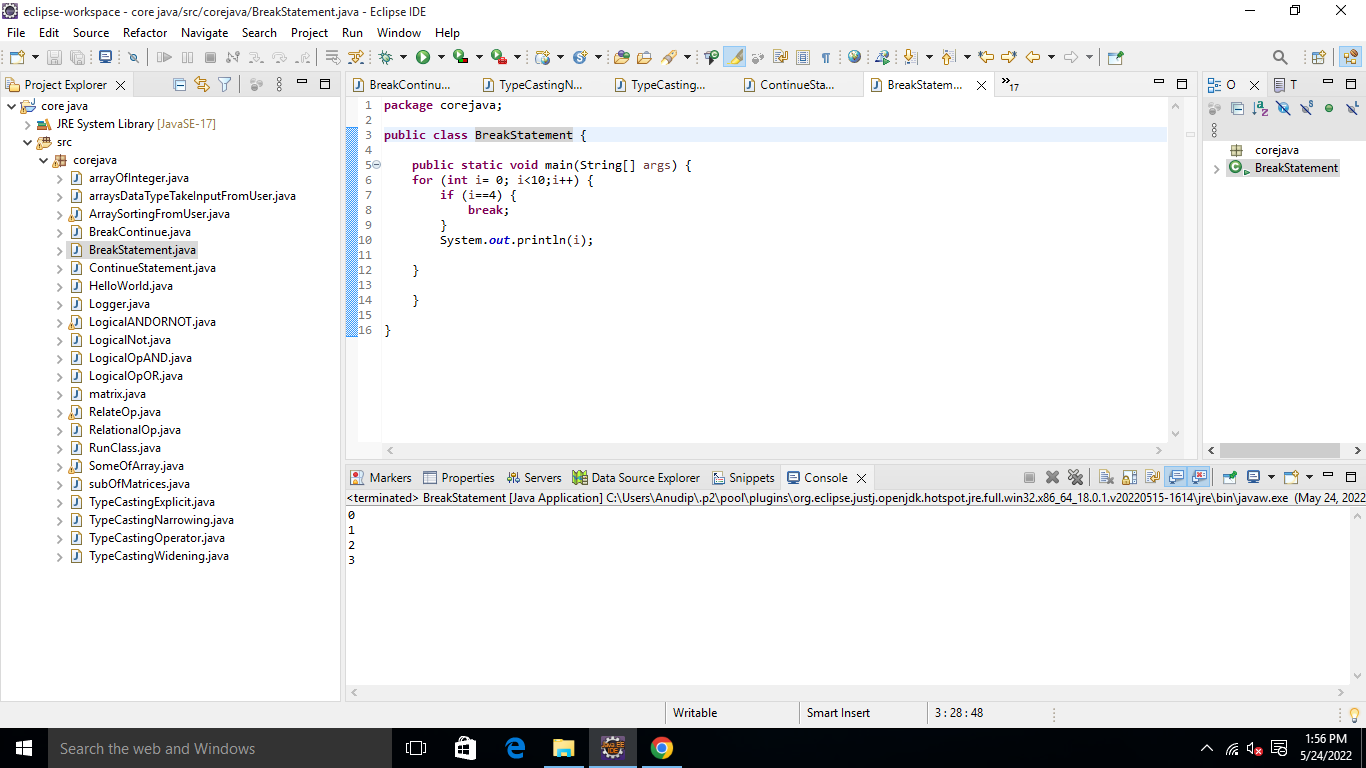 eclipse-workspace - core java/src/corejava/BreakStatement.java - Eclipse IDE
File Edit Source Refactor Navigate Search Project Run Window Help
Project Explorer
core java
JRE System Library [JavaSE-17]
src
corejava
arrayOfInteger.java
arraysDataTypeTakeInputFromUser.java
ArraySortingFromUser.java
BreakContinue.java
BreakStatement.java
ContinueStatement.java
HelloWorld.java
Logger.java
LogicalANDORNOT.java
LogicalNot.java
LogicalOpAND.java
LogicalOpOR.java
matrix.java
RelateOp.java
RelationalOp.java
RunClass.java
SomeOfArray.java
subOfMatrices.java
TypeCastingExplicit.java
TypeCastingNarrowing.java
TypeCastingOperator.java
TypeCastingWidening.java
BreakContinu... TypeCastingN... TypeCasting... ContinueSta... BreakStatem... »17
1 package corejava;
2
3 public class BreakStatement {
4
5 public static void main(String[] args) {
6 for (int i= 0; i<10;i++) {
7 if (i==4) {
8 break;
9 }
10 System.out.println(i);
11
12 }
13
14 }
15
16 }
O T
corejava
BreakStatement
Markers Properties Servers Data Source Explorer Snippets Console
<terminated> BreakStatement [Java Application] C:\Users\Anudip\.p2\pool\plugins\org.eclipse.justj.openjdk.hotspot.jre.full.win32.x86_64_18.0.1.v20220515-1614\jre\bin\javaw.exe (May 24, 2022
0
1
2
3
Writable Smart Insert 3 : 28 : 48
Search the web and Windows
1:56 PM
5/24/2022